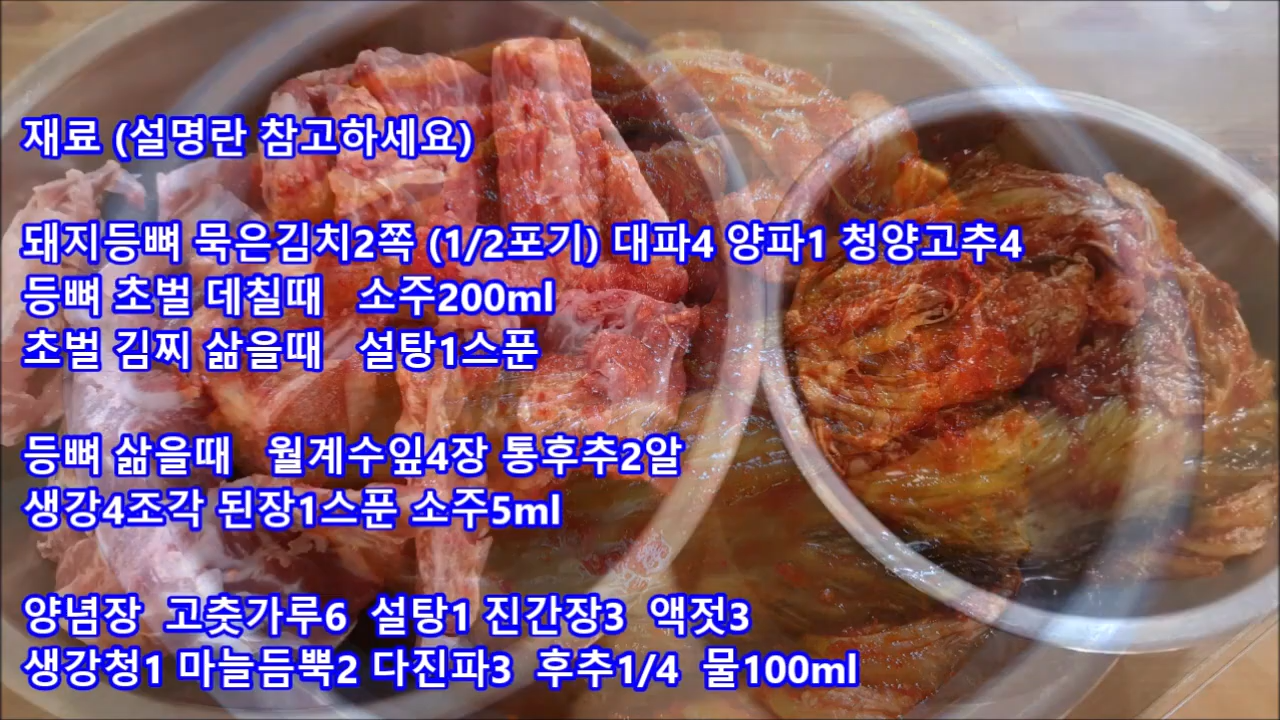 재료 (설명란 참고하세요)
돼지등뼈 묵은김치2쪽 (1/2포기) 대파4 양파1 청양고추4
등뼈 초벌 데칠때 소주200ml
초벌 김찌 삶을때 설탕1스푼
등뼈 삶을때 월계수잎4장 통후추2알
생강4조각 된장1스푼 소주5ml
양념장 고춧가루6 설탕1 진간장3 액젓3
생강청1 마늘듬뿍2 다진파3 후추1/4 물100ml